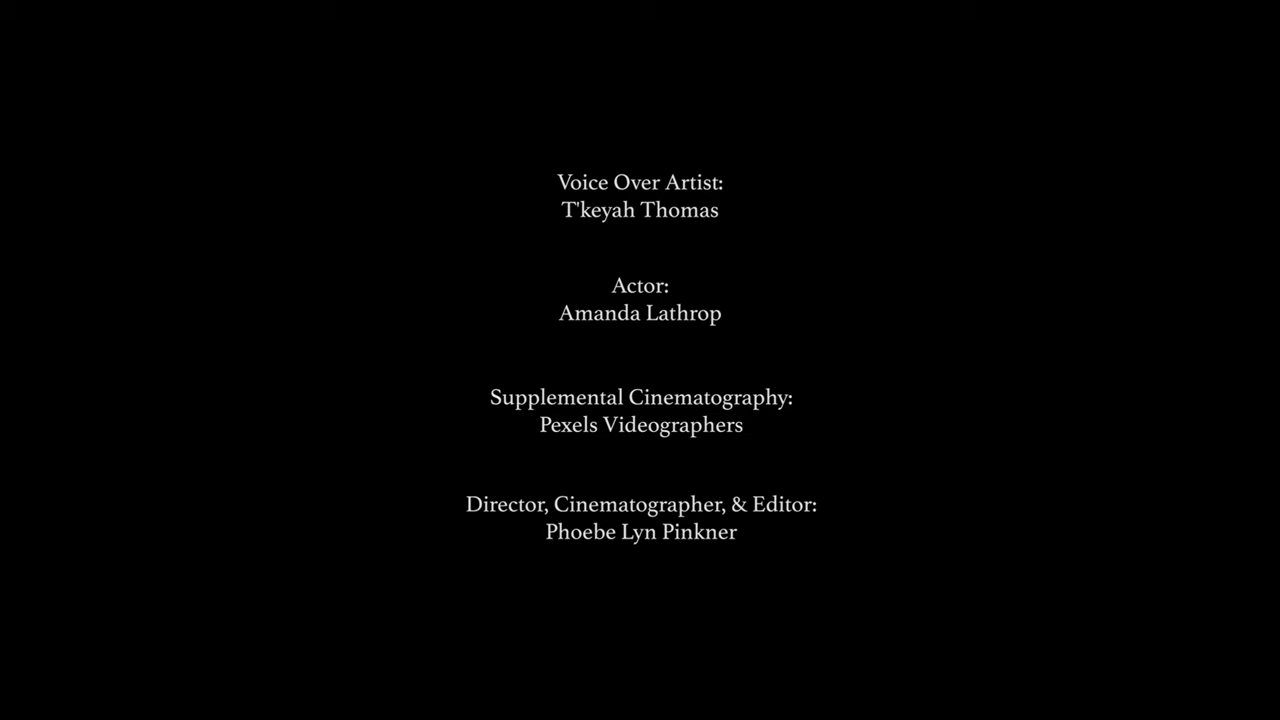 Voice Over Artist:
T'keyah Thomas
Actor:
Amanda Lathrop
Supplemental Cinematography:
Pexels Videographers
Director, Cinematographer, & Editor:
Phoebe Lyn Pinkner